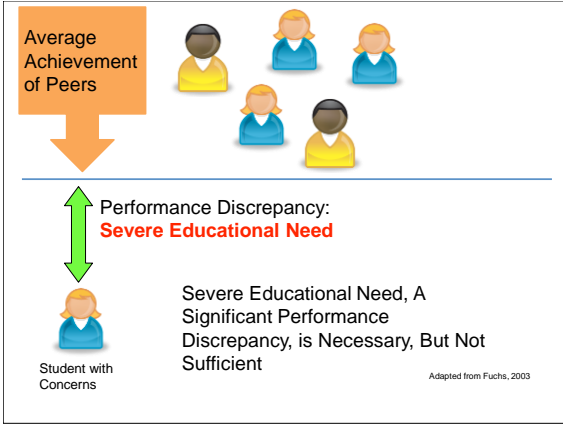 Average
Achievement
of Peers
Performance Discrepancy:
Severe Educational Need
Severe Educational Need, A
Significant Performance
Discrepancy, is Necessary, But Not
Sufficient
Student with
Concerns
Adapted from Fuchs, 2003